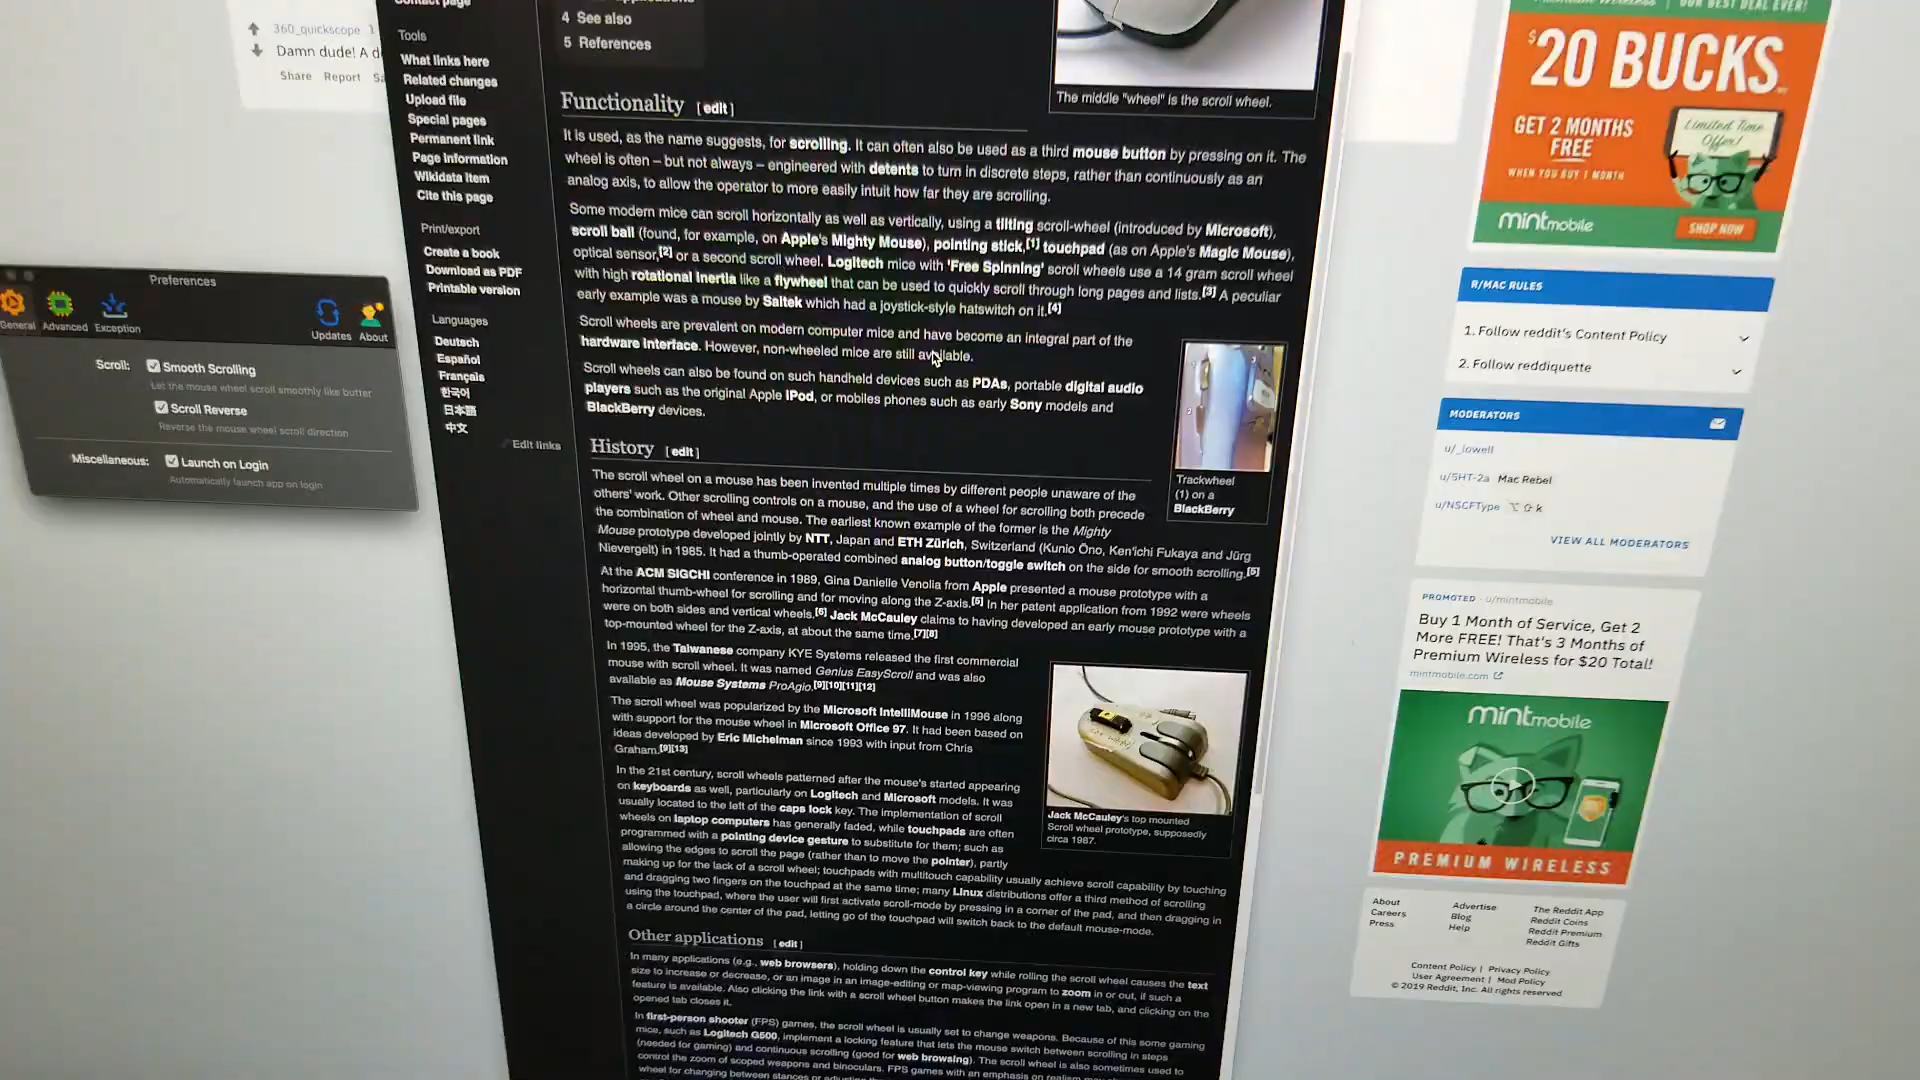 360_quickscope 1
Damn dude! A d
Share Report Sa
Preferences
General Advanced Exception Updates About
Scroll: Smooth Scrolling
Let the mouse wheel scroll smoothly like butter
Scroll Reverse
Reverse the mouse wheel scroll direction
Miscellaneous: Launch on Login
Automatically launch app on login
Contact page
Tools
What links here
Related changes
Upload file
Special pages
Permanent link
Page information
Wikidata item
Cite this page
Print/export
Create a book
Download as PDF
Printable version
Languages
Deutsch
Español
Français
한국어
日本語
中文
Edit links
4 See also
5 References
The middle "wheel" is the scroll wheel.
Functionality [ edit ]
It is used, as the name suggests, for scrolling. It can often also be used as a third mouse button by pressing on it. The
wheel is often – but not always – engineered with detents to turn in discrete steps, rather than continuously as an
analog axis, to allow the operator to more easily intuit how far they are scrolling.
Some modern mice can scroll horizontally as well as vertically, using a tilting scroll-wheel (introduced by Microsoft),
scroll ball (found, for example, on Apple's Mighty Mouse), pointing stick,[1] touchpad (as on Apple's Magic Mouse),
optical sensor,[2] or a second scroll wheel. Logitech mice with 'Free Spinning' scroll wheels use a 14 gram scroll wheel
with high rotational inertia like a flywheel that can be used to quickly scroll through long pages and lists.[3] A peculiar
early example was a mouse by Saitek which had a joystick-style hatswitch on it.[4]
Scroll wheels are prevalent on modern computer mice and have become an integral part of the
hardware interface. However, non-wheeled mice are still available.
Scroll wheels can also be found on such handheld devices such as PDAs, portable digital audio
players such as the original Apple iPod, or mobiles phones such as early Sony models and
BlackBerry devices.
Trackwheel
(1) on a
BlackBerry
History [ edit ]
The scroll wheel on a mouse has been invented multiple times by different people unaware of the
others' work. Other scrolling controls on a mouse, and the use of a wheel for scrolling both precede
the combination of wheel and mouse. The earliest known example of the former is the Mighty
Mouse prototype developed jointly by NTT, Japan and ETH Zürich, Switzerland (Kunio Ōno, Ken'ichi Fukaya and Jürg
Nievergelt) in 1985. It had a thumb-operated combined analog button/toggle switch on the side for smooth scrolling.[5]
At the ACM SIGCHI conference in 1989, Gina Danielle Venolia from Apple presented a mouse prototype with a
horizontal thumb-wheel for scrolling and for moving along the Z-axis.[5] In her patent application from 1992 were wheels
were on both sides and vertical wheels.[6] Jack McCauley claims to having developed an early mouse prototype with a
top-mounted wheel for the Z-axis, at about the same time.[7][8]
In 1995, the Taiwanese company KYE Systems released the first commercial
mouse with scroll wheel. It was named Genius EasyScroll and was also
available as Mouse Systems ProAgio.[9][10][11][12]
The scroll wheel was popularized by the Microsoft IntelliMouse in 1996 along
with support for the mouse wheel in Microsoft Office 97. It had been based on
ideas developed by Eric Michelman since 1993 with input from Chris
Graham.[9][13]
In the 21st century, scroll wheels patterned after the mouse's started appearing
on keyboards as well, particularly on Logitech and Microsoft models. It was
usually located to the left of the caps lock key. The implementation of scroll
wheels on laptop computers has generally faded, while touchpads are often
programmed with a pointing device gesture to substitute for them; such as
allowing the edges to scroll the page (rather than to move the pointer), partly
making up for the lack of a scroll wheel; touchpads with multitouch capability usually achieve scroll capability by touching
and dragging two fingers on the touchpad at the same time; many Linux distributions offer a third method of scrolling
using the touchpad, where the user will first activate scroll-mode by pressing in a corner of the pad, and then dragging in
a circle around the center of the pad, letting go of the touchpad will switch back to the default mouse-mode.
Jack McCauley's top mounted
Scroll wheel prototype, supposedly
circa 1987.
Other applications [ edit ]
In many applications (e.g., web browsers), holding down the control key while rolling the scroll wheel causes the text
size to increase or decrease, or an image in an image-editing or map-viewing program to zoom in or out, if such a
feature is available. Also clicking the link with a scroll wheel button makes the link open in a new tab, and clicking on the
opened tab closes it.
In first-person shooter (FPS) games, the scroll wheel is usually set to change weapons. Because of this some gaming
mice, such as Logitech G500, implement a locking feature that lets the mouse switch between scrolling in steps
(needed for gaming) and continuous scrolling (good for web browsing). The scroll wheel is also sometimes used to
control the zoom of scoped weapons and binoculars. FPS games with an emphasis on realism
wheel for changing between stances or
OUR BEST DEAL EVER!
$20 BUCKS
GET 2 MONTHS
FREE
WHEN YOU BUY 1 MONTH
Limited Time
Offer!
mintmobile
SHOP NOW
R/MAC RULES
1. Follow reddit's Content Policy
2. Follow reddiquette
MODERATORS
u/_lowell
u/5HT-2a Mac Rebel
u/NSCFType ⌥⇧k
VIEW ALL MODERATORS
PROMOTED · u/mintmobile
Buy 1 Month of Service, Get 2
More FREE! That's 3 Months of
Premium Wireless for $20 Total!
mintmobile.com
mintmobile
PREMIUM WIRELESS
About Advertise The Reddit App
Careers Blog Reddit Coins
Press Help Reddit Premium
Reddit Gifts
Content Policy | Privacy Policy
User Agreement | Mod Policy
© 2019 Reddit, Inc. All rights reserved